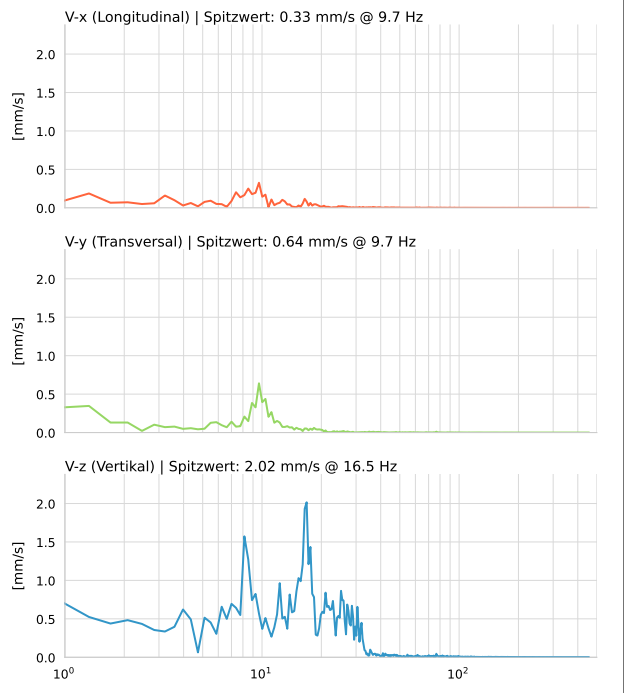 V-x (Longitudinal) | Spitzwert: 0.33 mm/s @ 9.7 Hz
2.0
1.5
1.0
0.5
0.0
[mm/s]
V-y (Transversal) | Spitzwert: 0.64 mm/s @ 9.7 Hz
2.0
1.5
1.0
0.5
0.0
[mm/s]
V-z (Vertikal) | Spitzwert: 2.02 mm/s @ 16.5 Hz
2.0
1.5
1.0
0.5
0.0
[mm/s]
10⁰ 10¹ 10²